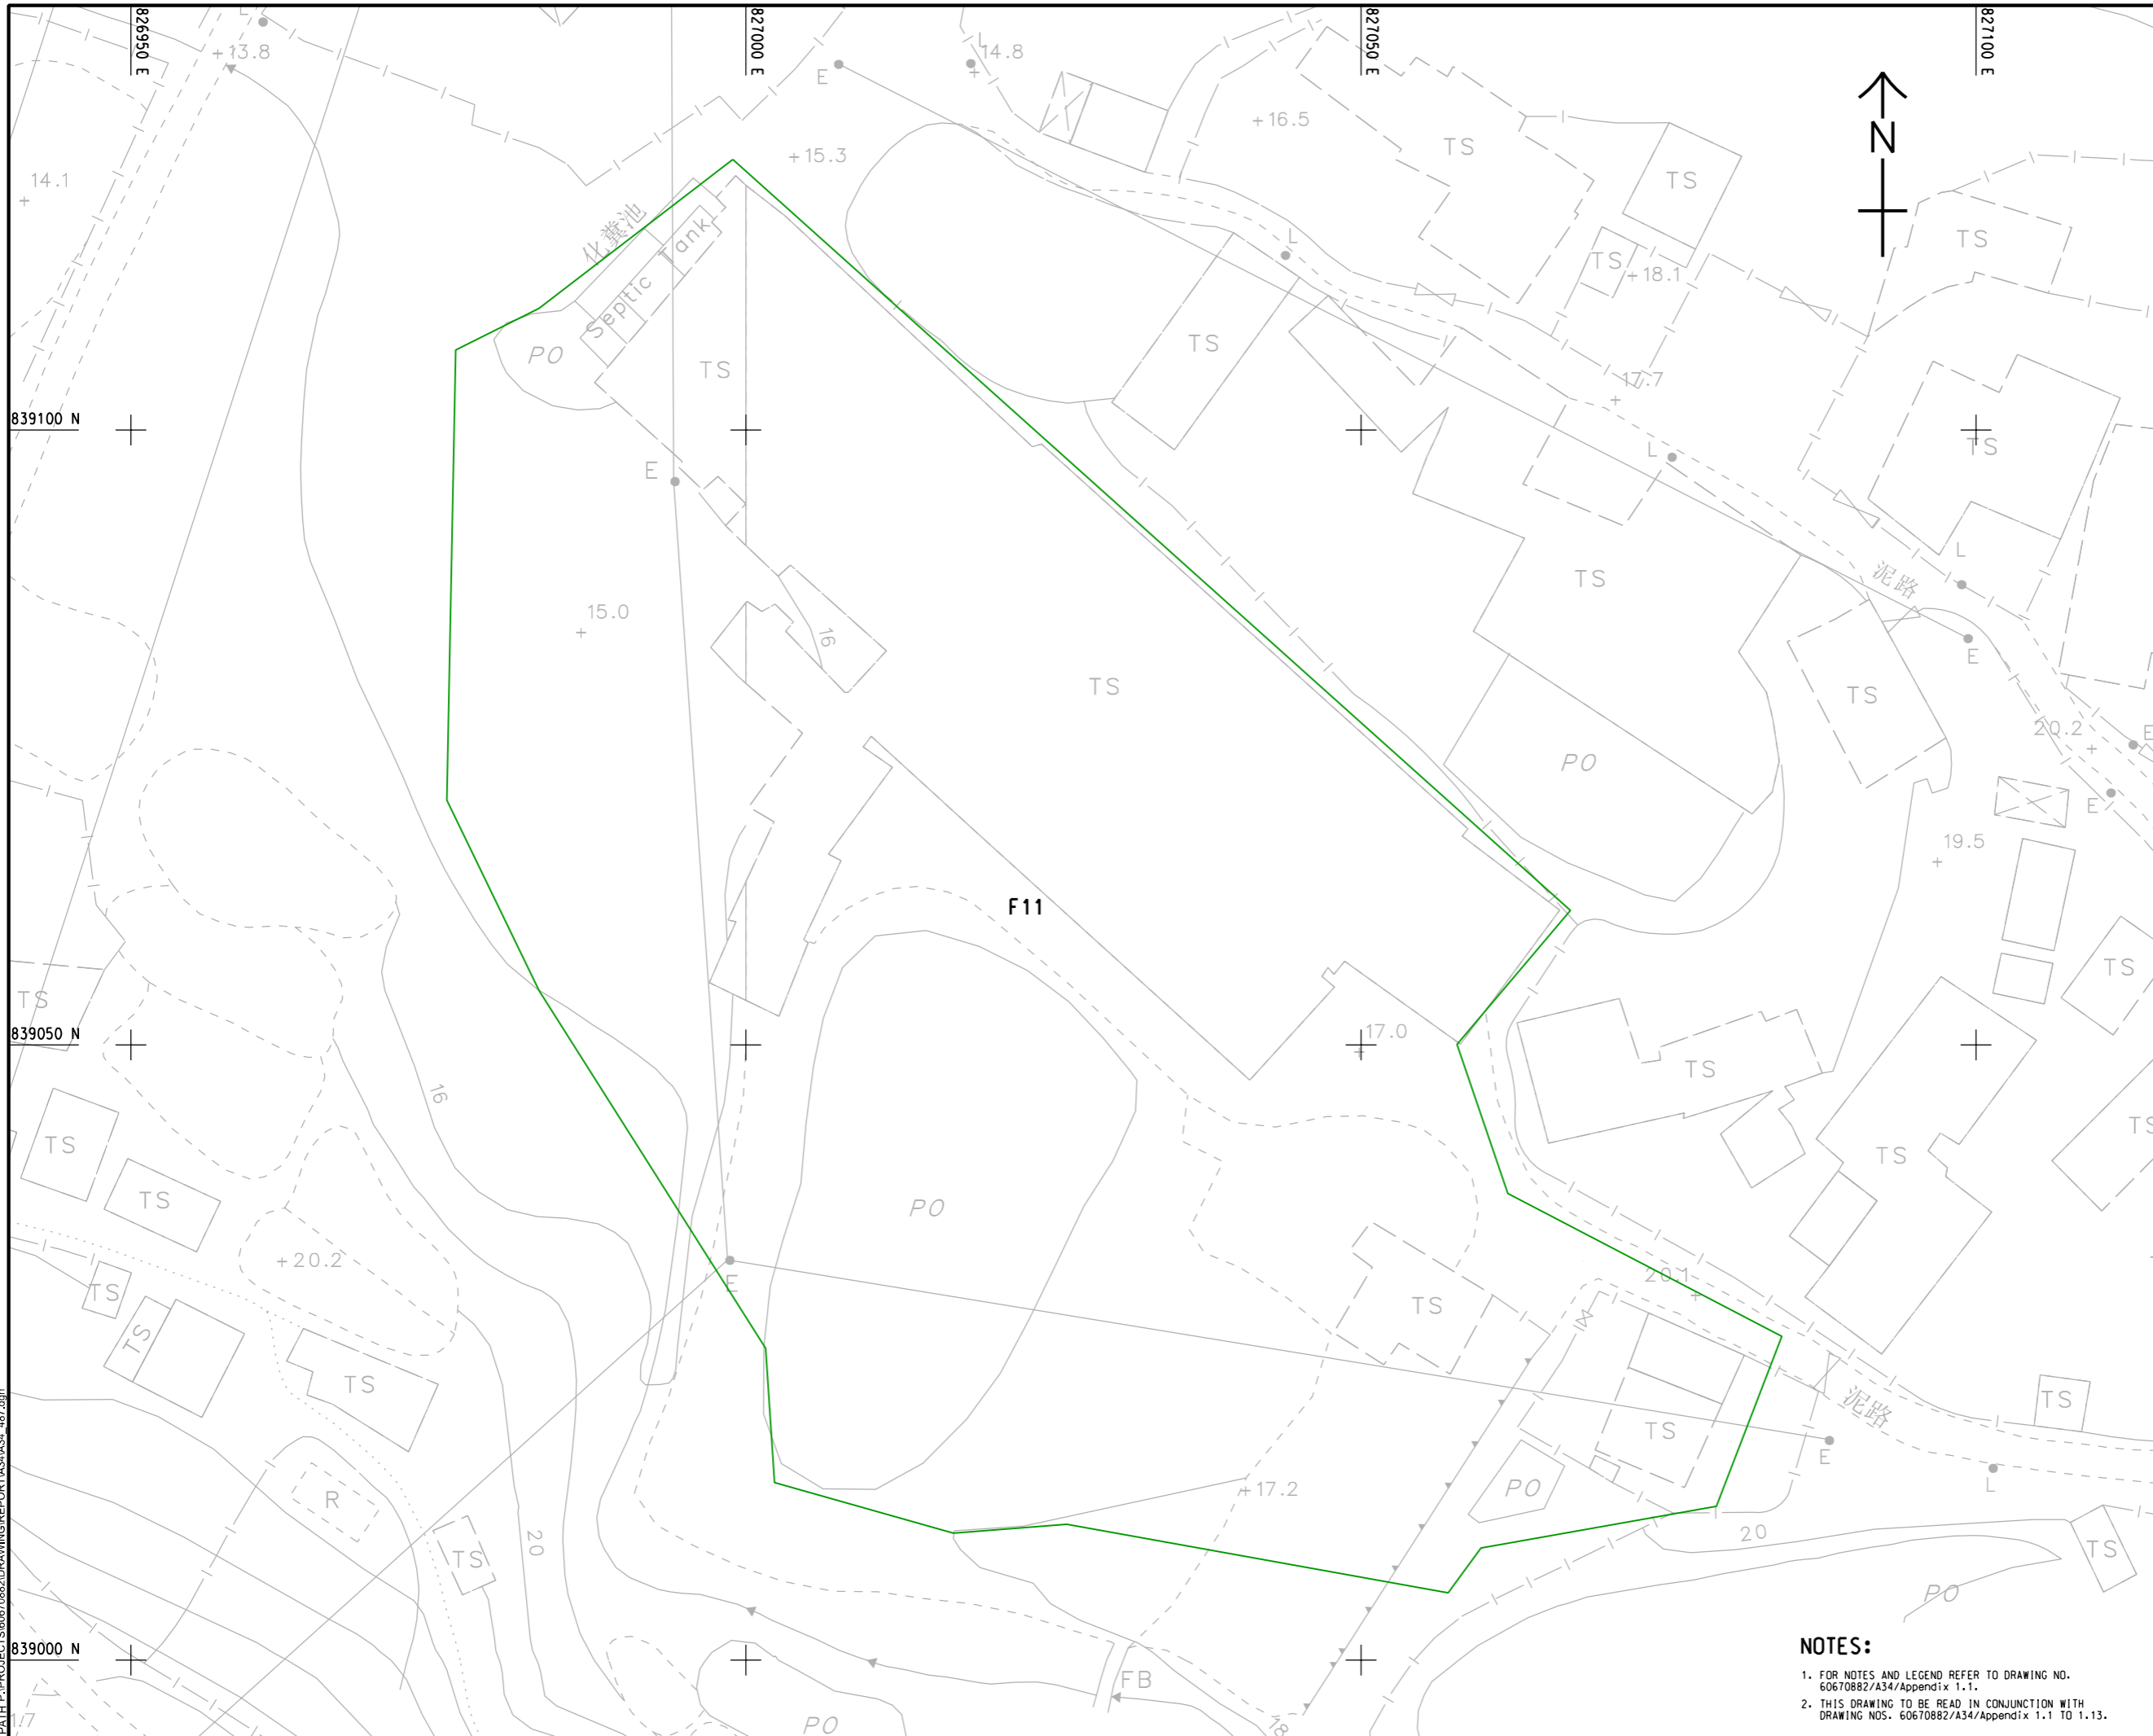 826950 E
827000 E
827050 E
827100 E
L
+13.8
E
L
14.8
+16.5
TS
N
14.1
+15.3
TS
化糞池
Septic Tank
L
TS
+18.1
TS
PO
TS
TS
17.7
839100 N
E
L
TS
TS
L
泥路
15.0
16
TS
E
TS
20.2
E
PO
E
19.5
F11
TS
TS
839050 N
17.0
TS
16
TS
TS
TS
TS
PO
+20.2
TS
E
20.1
TS
TS
TS
泥路
TS
TS
E
L
R
+17.2
PO
20
20
TS
TS
PO
839000 N
FB
1.7
PO
18
NOTES:
1. FOR NOTES AND LEGEND REFER TO DRAWING NO.
60670882/A34/Appendix 1.1.
2. THIS DRAWING TO BE READ IN CONJUNCTION WITH
DRAWING NOS. 60670882/A34/Appendix 1.1 TO 1.13.